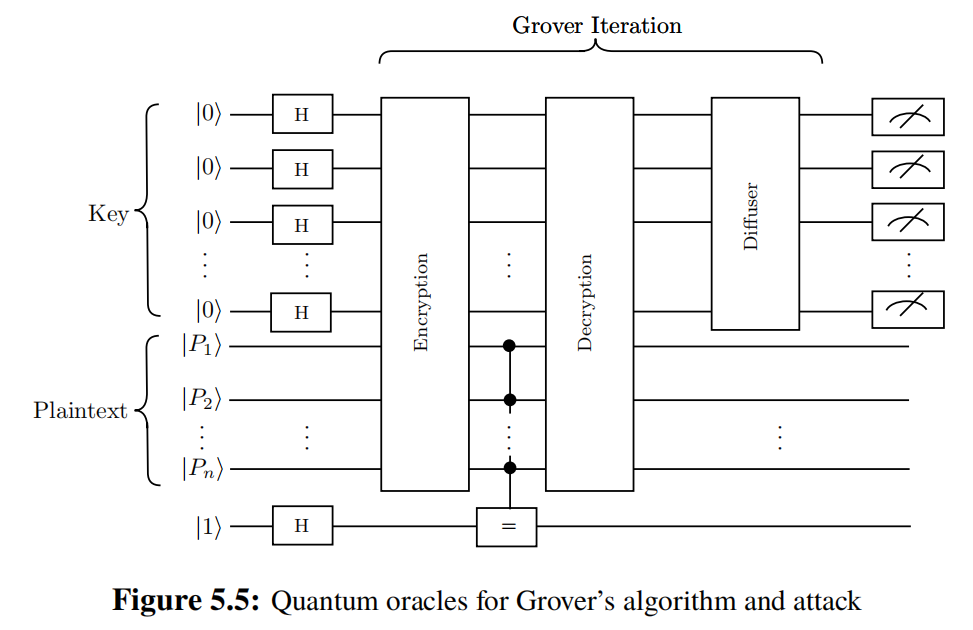 Grover Iteration
|0⟩ H
|0⟩ H
|0⟩ H
Key
⋮ ⋮ ⋮ ⋮
|0⟩ H
Encryption
Decryption
Diffuser
|P₁⟩
|P₂⟩
Plaintext
⋮ ⋮ ⋮ ⋮
|Pₙ⟩
|1⟩ H =
Figure 5.5: Quantum oracles for Grover’s algorithm and attack